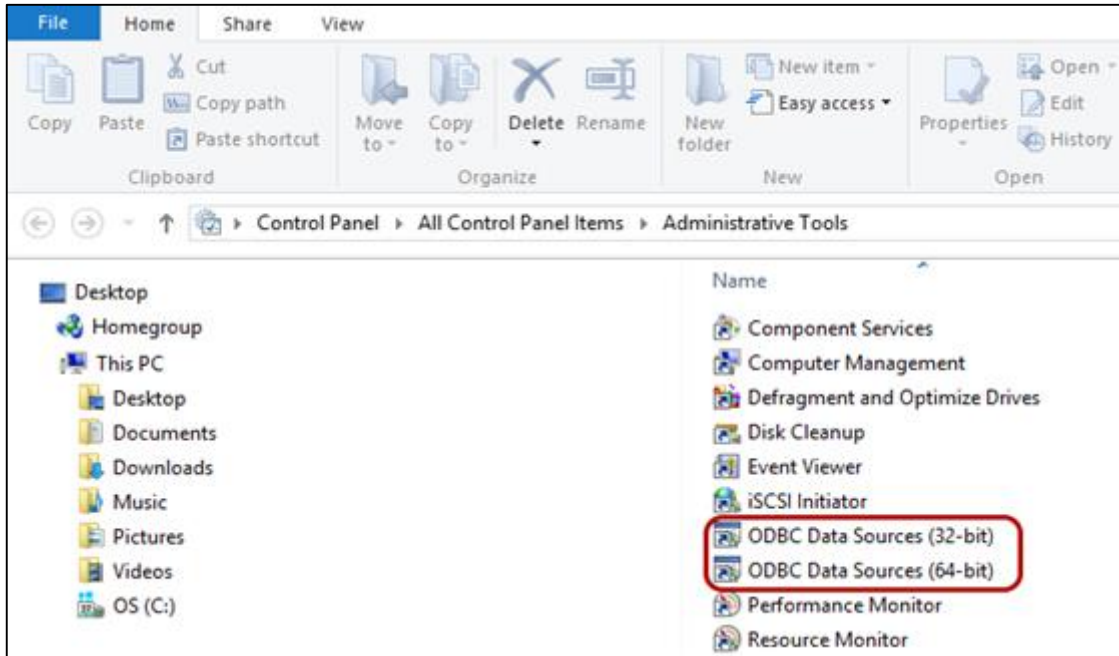 File Home Share View
Cut
Copy path
Paste shortcut
Copy Paste
Move to
Copy to
Delete Rename
New folder
New item
Easy access
Properties
Open
Edit
History
Clipboard Organize New Open
Control Panel All Control Panel Items Administrative Tools
Desktop
Homegroup
This PC
Desktop
Documents
Downloads
Music
Pictures
Videos
OS (C:)
Name
Component Services
Computer Management
Defragment and Optimize Drives
Disk Cleanup
Event Viewer
iSCSI Initiator
ODBC Data Sources (32-bit)
ODBC Data Sources (64-bit)
Performance Monitor
Resource Monitor